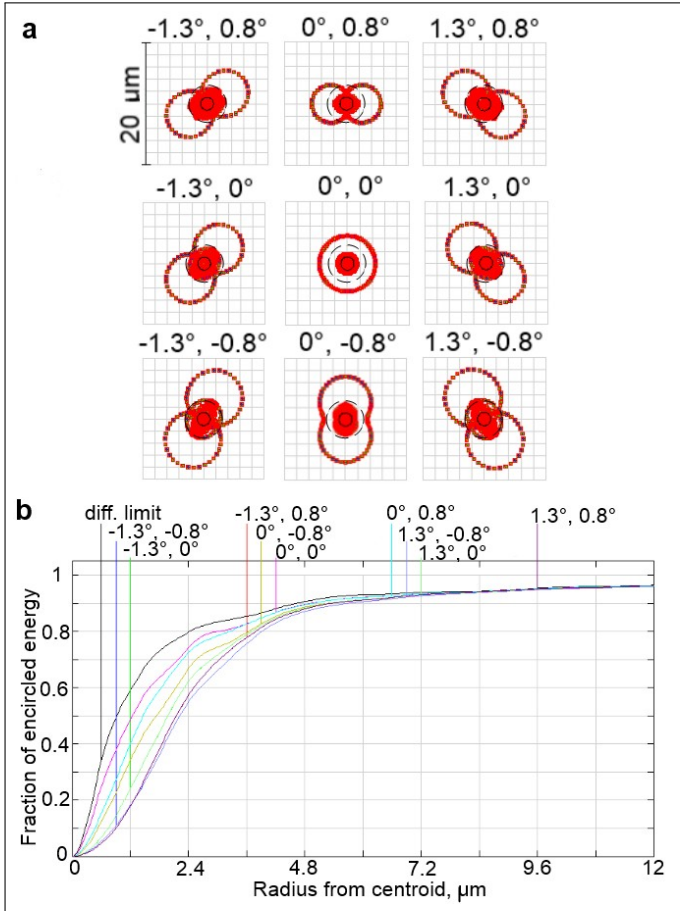 a
-1.3°, 0.8° 0°, 0.8° 1.3°, 0.8°
20 μm
-1.3°, 0° 0°, 0° 1.3°, 0°
-1.3°, -0.8° 0°, -0.8° 1.3°, -0.8°
b
diff. limit -1.3°, 0.8° 0°, 0.8° 1.3°, 0.8°
-1.3°, -0.8° 0°, -0.8° 1.3°, -0.8°
-1.3°, 0° 0°, 0° 1.3°, 0°
Fraction of encircled energy
1
0.8
0.6
0.4
0.2
0
0 2.4 4.8 7.2 9.6 12
Radius from centroid, μm